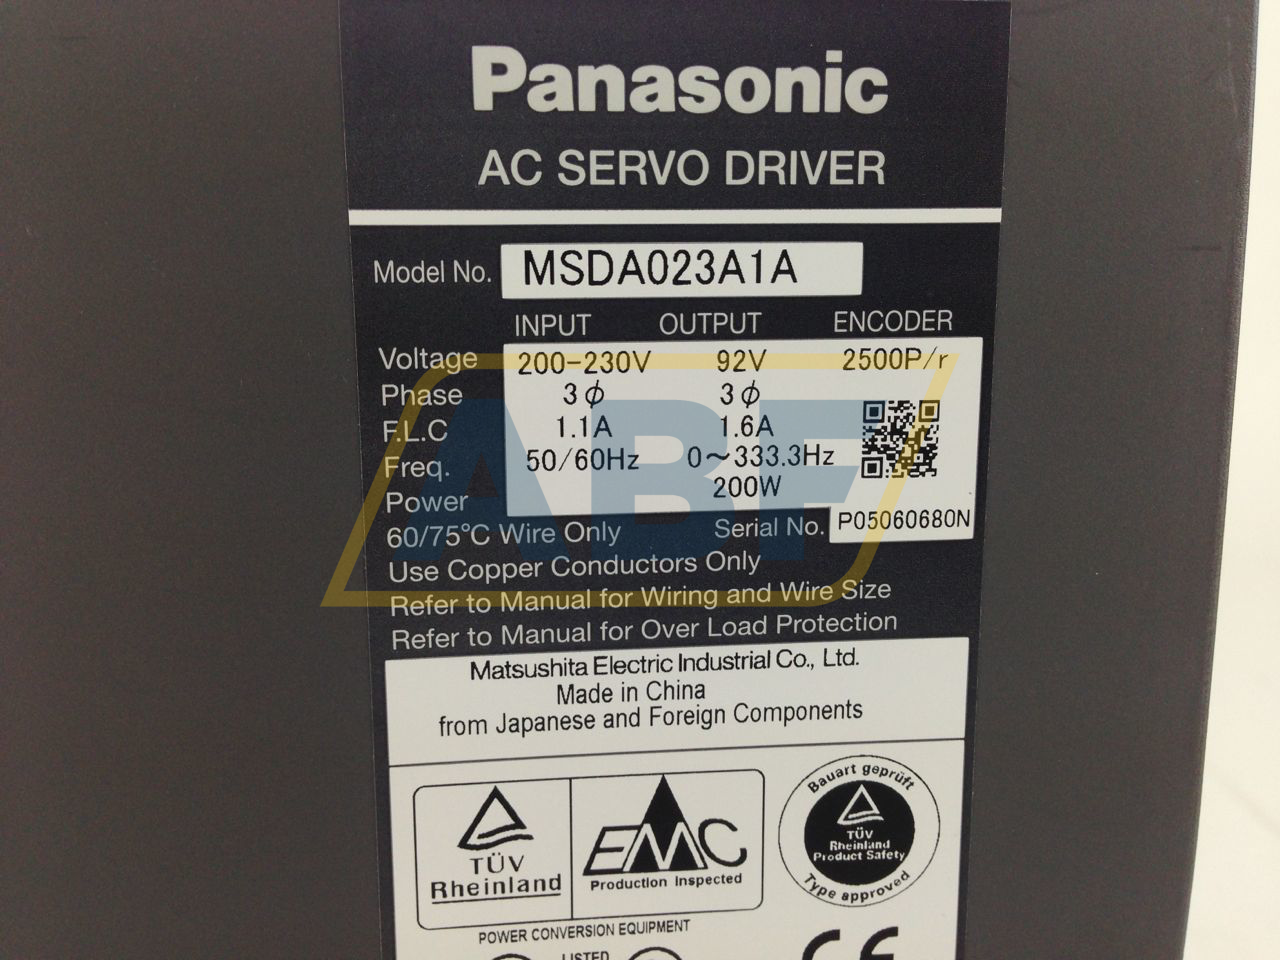 Panasonic
AC SERVO DRIVER
Model No. MSDA023A1A
INPUT OUTPUT ENCODER
Voltage 200-230V 92V 2500P/r
Phase 3ϕ 3ϕ
F.L.C 1.1A 1.6A
Freq. 50/60Hz 0~333.3Hz
Power 200W
60/75°C Wire Only Serial No. P05060680N
Use Copper Conductors Only
Refer to Manual for Wiring and Wire Size
Refer to Manual for Over Load Protection
ABF
Matsushita Electric Industrial Co., Ltd.
Made in China
from Japanese and Foreign Components
TÜV
Rheinland
EMC
Production Inspected
Bauart geprüft
TÜV
Rheinland
Product Safety
Type approved
POWER CONVERSION EQUIPMENT
LISTED
CE